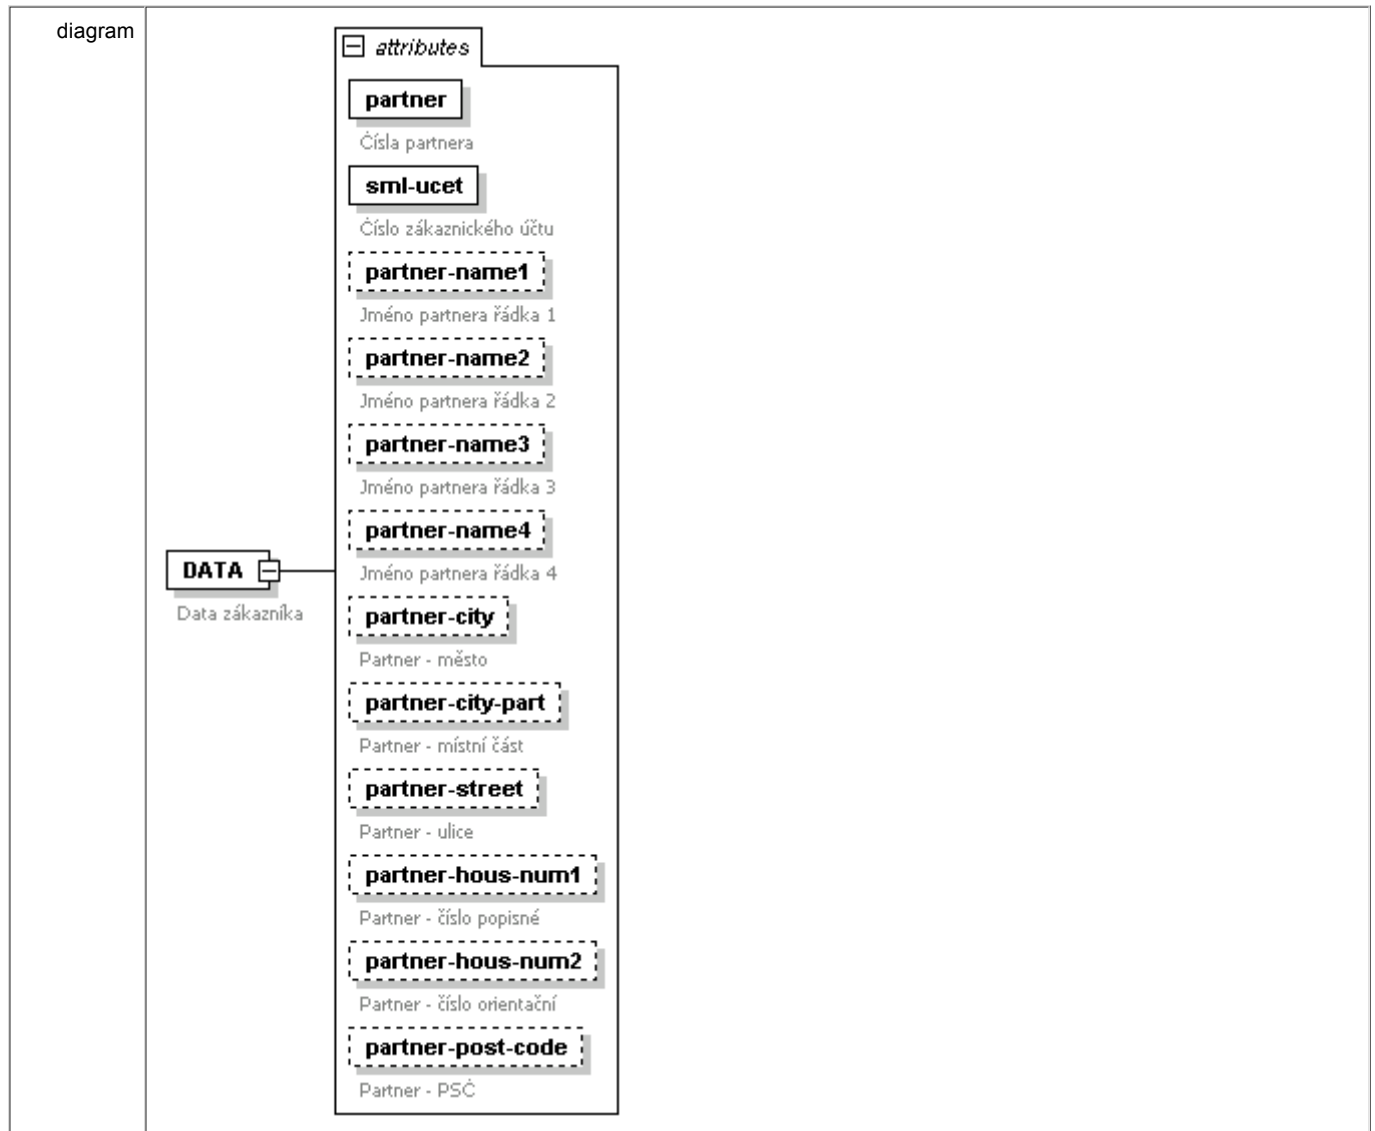 diagram
attributes
partner
Čísla partnera
sml-ucet
Číslo zákaznického účtu
partner-name1
Jméno partnera řádka 1
partner-name2
Jméno partnera řádka 2
partner-name3
Jméno partnera řádka 3
partner-name4
Jméno partnera řádka 4
DATA
Data zákazníka
partner-city
Partner - město
partner-city-part
Partner - místní část
partner-street
Partner - ulice
partner-hous-num1
Partner - číslo popisné
partner-hous-num2
Partner - číslo orientační
partner-post-code
Partner - PSČ